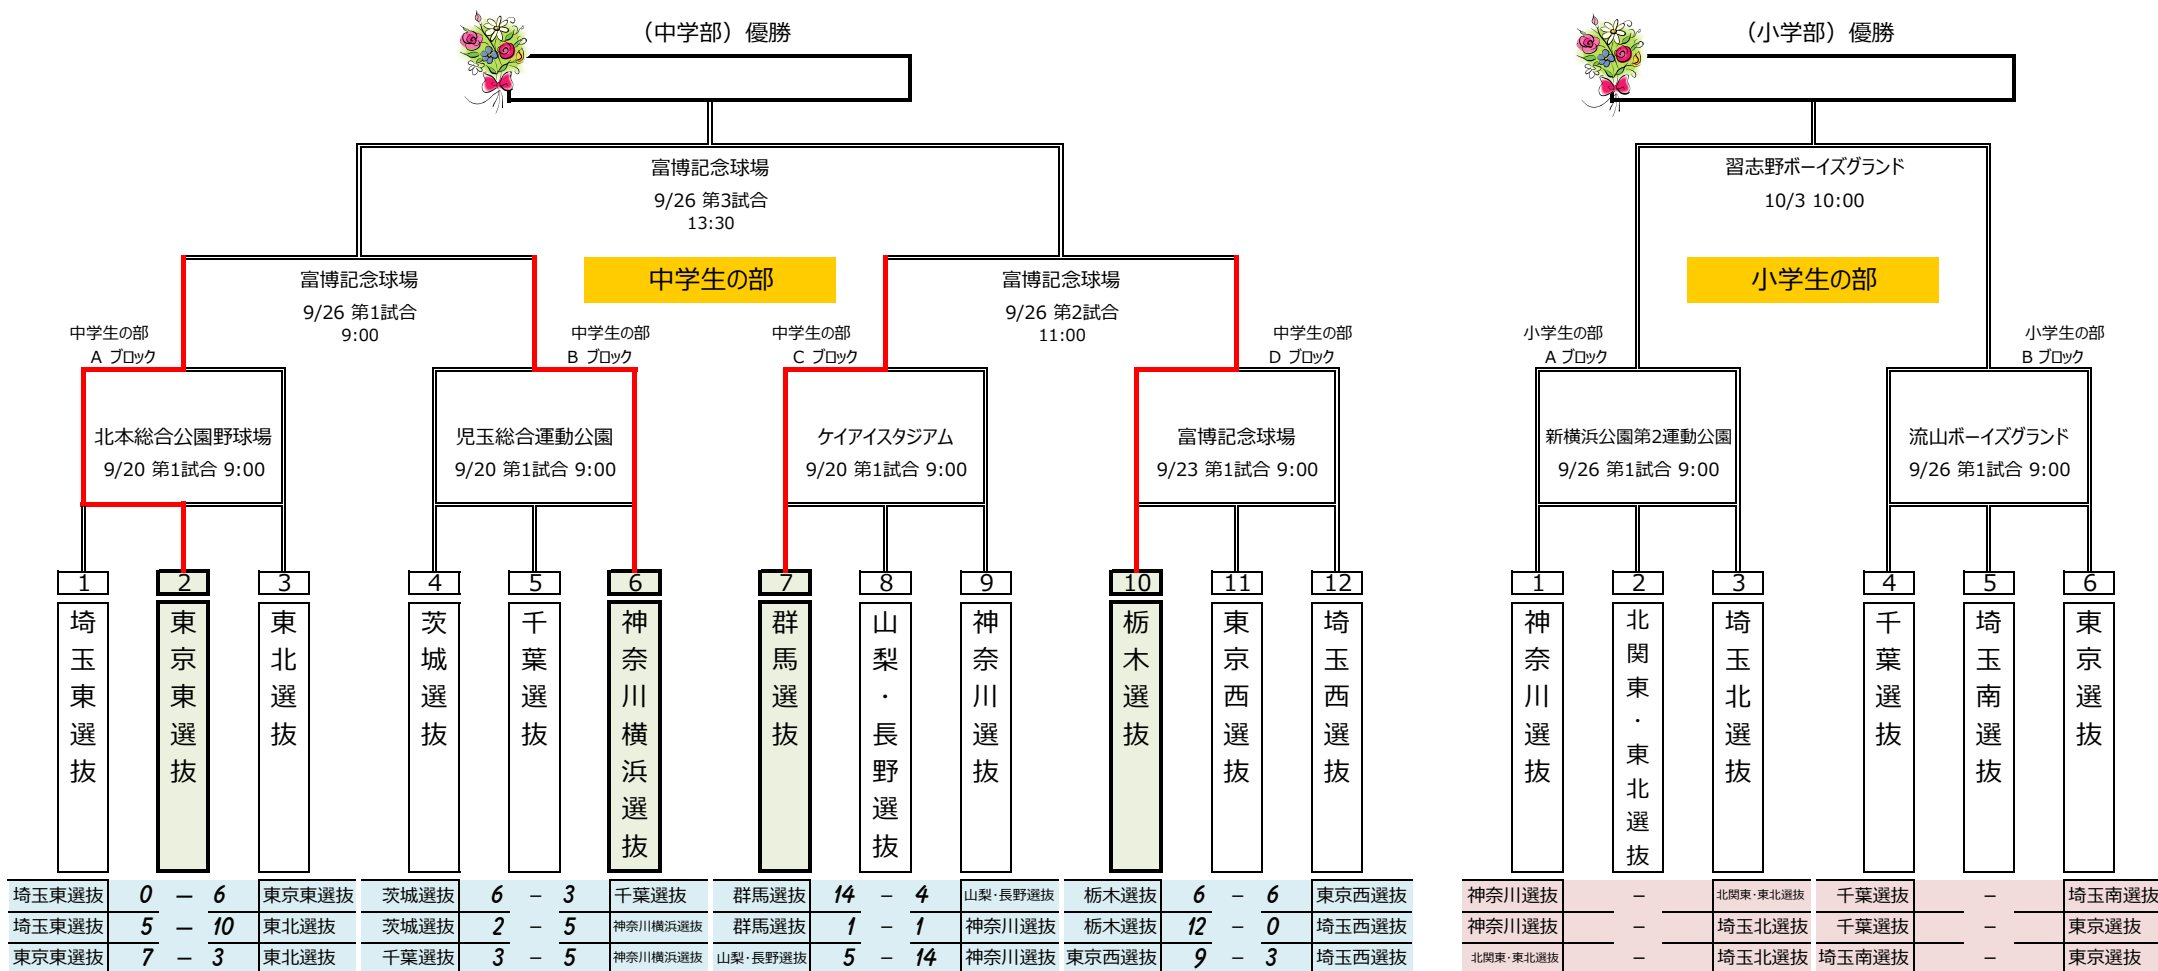 （中学部）優勝
（小学部）優勝
富博記念球場
9/26 第3試合
13:30
習志野ボーイズグランド
10/3 10:00
中学生の部
小学生の部
富博記念球場
9/26 第1試合
9:00
富博記念球場
9/26 第2試合
11:00
中学生の部
A ブロック
中学生の部
B ブロック
中学生の部
C ブロック
中学生の部
D ブロック
小学生の部
A ブロック
小学生の部
B ブロック
北本総合公園野球場
9/20 第1試合 9:00
児玉総合運動公園
9/20 第1試合 9:00
ケイアイスタジアム
9/20 第1試合 9:00
富博記念球場
9/23 第1試合 9:00
新横浜公園第2運動公園
9/26 第1試合 9:00
流山ボーイズグランド
9/26 第1試合 9:00
1 2 3 4 5 6 7 8 9 10 11 12 1 2 3 4 5 6
埼玉東選抜
東京東選抜
東北選抜
茨城選抜
千葉選抜
神奈川横浜選抜
群馬選抜
山梨・長野選抜
神奈川選抜
栃木選抜
東京西選抜
埼玉西選抜
神奈川選抜
北関東・東北選抜
埼玉北選抜
千葉選抜
埼玉南選抜
東京選抜
埼玉東選抜 0 － 6 東京東選抜 茨城選抜 6 － 3 千葉選抜 群馬選抜 14 － 4 山梨・長野選抜 栃木選抜 6 － 6 東京西選抜 神奈川選抜 － 北関東・東北選抜 千葉選抜 － 埼玉南選抜
埼玉東選抜 5 － 10 東北選抜 茨城選抜 2 － 5 神奈川横浜選抜 群馬選抜 1 － 1 神奈川選抜 栃木選抜 12 － 0 埼玉西選抜 神奈川選抜 － 埼玉北選抜 千葉選抜 － 東京選抜
東京東選抜 7 － 3 東北選抜 千葉選抜 3 － 5 神奈川横浜選抜 山梨・長野選抜 5 － 14 神奈川選抜 東京西選抜 9 － 3 埼玉西選抜 北関東・東北選抜 － 埼玉北選抜 埼玉南選抜 － 東京選抜